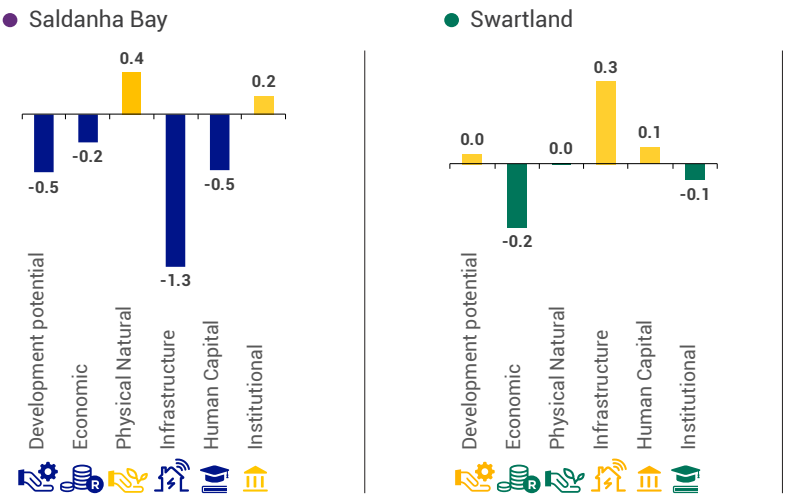 Saldanha Bay
0.4
0.2
-0.2
-0.5
-0.5
-1.3
Development potential
Economic
Physical Natural
Infrastructure
Human Capital
Institutional
R
Swartland
0.3
0.0
0.0
0.1
-0.1
-0.2
Development potential
Economic
Physical Natural
Infrastructure
Human Capital
Institutional
R